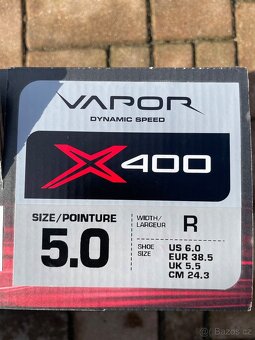 VAPOR
DYNAMIC SPEED
X400
SIZE/POINTURE
5.0
WIDTH/
LARGEUR
R
SHOE
SIZE
US 6.0
EUR 38.5
UK 5.5
CM 24.3
Bazos.cz